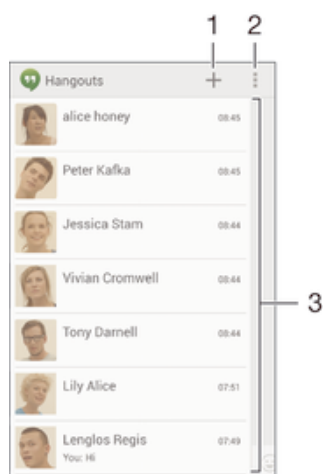 1 2
Hangouts
alice honey 08:45
Peter Kafka 08:45
Jessica Stam 08:44
Vivian Cromwell 08:44
3
Tony Darnell 08:44
Lily Alice 07:51
Lenglos Regis 07:49
You: Hi